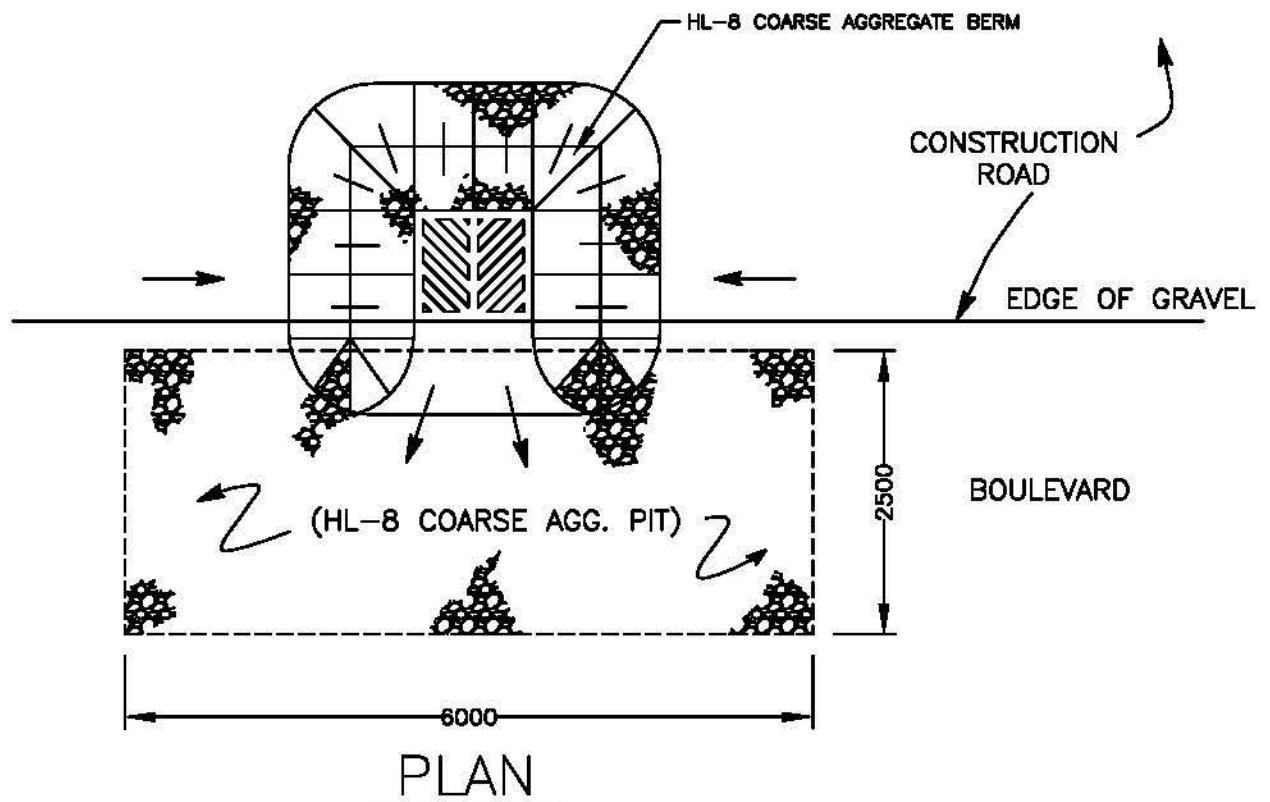 HL-8 COARSE AGGREGATE BERM
CONSTRUCTION
ROAD
EDGE OF GRAVEL
2500
BOULEVARD
(HL-8 COARSE AGG. PIT)
6000
PLAN